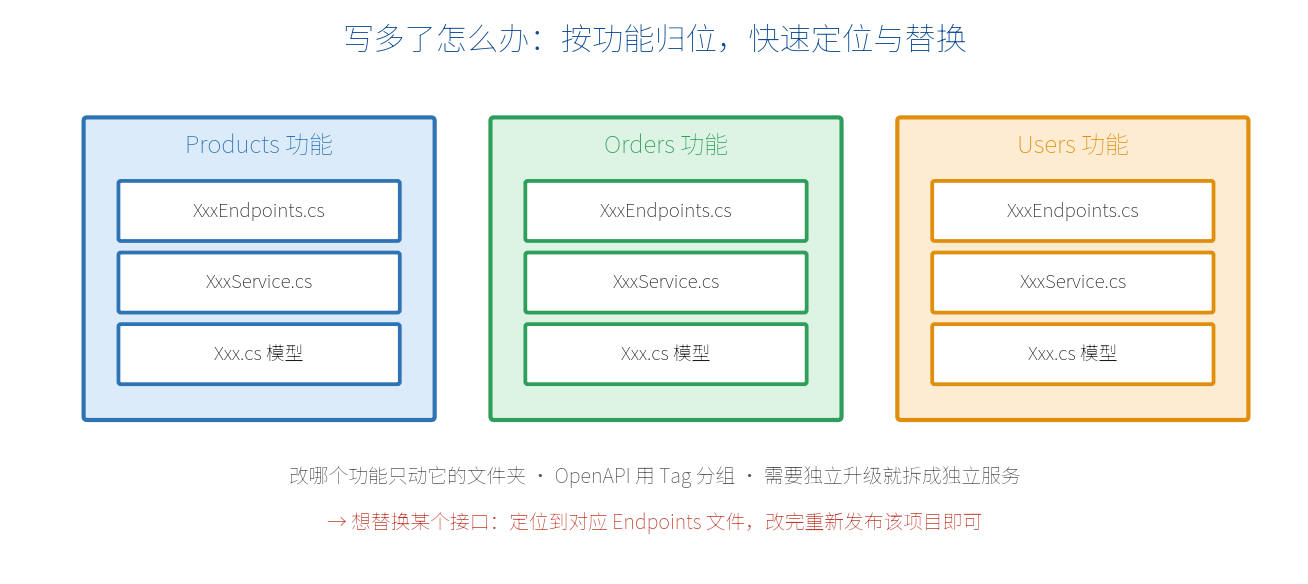 写多了怎么办：按功能归位，快速定位与替换
Products 功能
XxxEndpoints.cs
XxxService.cs
Xxx.cs 模型
Orders 功能
XxxEndpoints.cs
XxxService.cs
Xxx.cs 模型
Users 功能
XxxEndpoints.cs
XxxService.cs
Xxx.cs 模型
改哪个功能只动它的文件夹 · OpenAPI 用 Tag 分组 · 需要独立升级就拆成独立服务
→ 想替换某个接口：定位到对应 Endpoints 文件，改完重新发布该项目即可